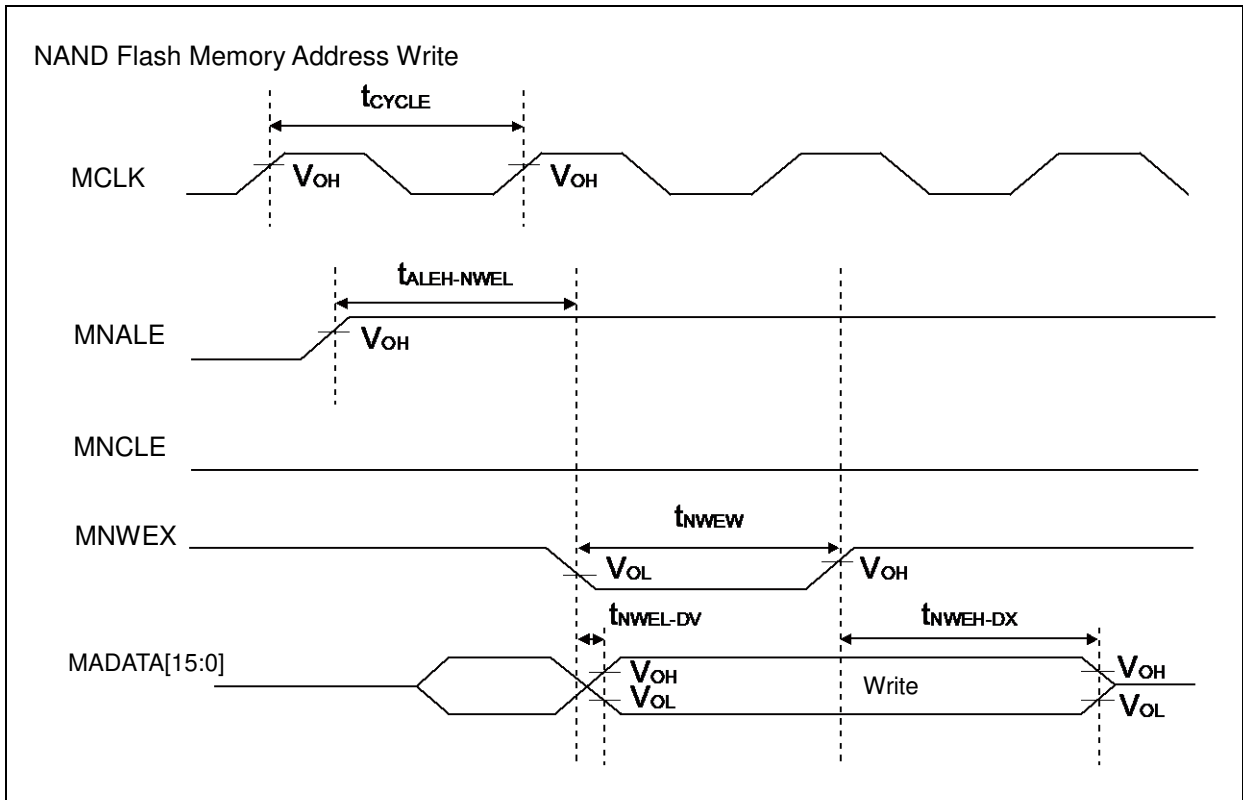 NAND Flash Memory Address Write
tCYCLE
MCLK
VOH
VOH
tALEH-NWEL
MNALE
VOH
MNCLE
MNWEX
tNWEW
VOL
VOH
tNWEL-DV
tNWEH-DX
MADATA[15:0]
VOH
VOL
Write
VOH
VOL